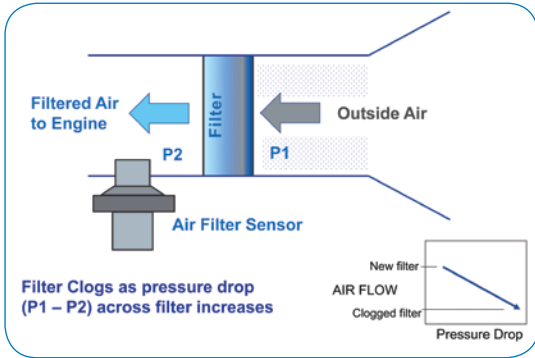 Filtered Air
to Engine
Filter
Outside Air
P2
P1
Air Filter Sensor
Filter Clogs as pressure drop
(P1 – P2) across filter increases
New filter
AIR FLOW
Clogged filter
Pressure Drop